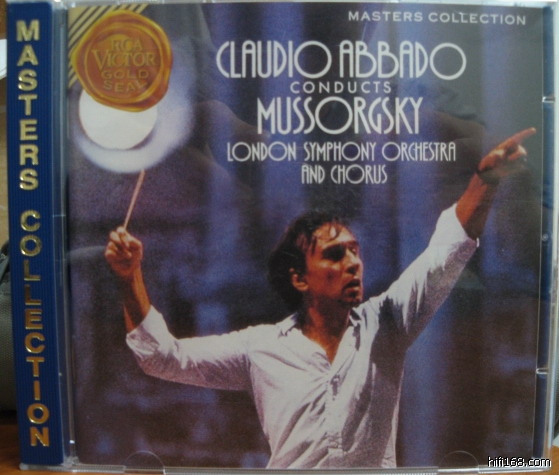 MASTERS COLLECTION
MASTERS COLLECTION
RCA
VICTOR
GOLD
SEAL
CLAUDIO ABBADO
CONDUCTS
MUSSORGSKY
LONDON SYMPHONY ORCHESTRA
AND CHORUS
hifi168.com